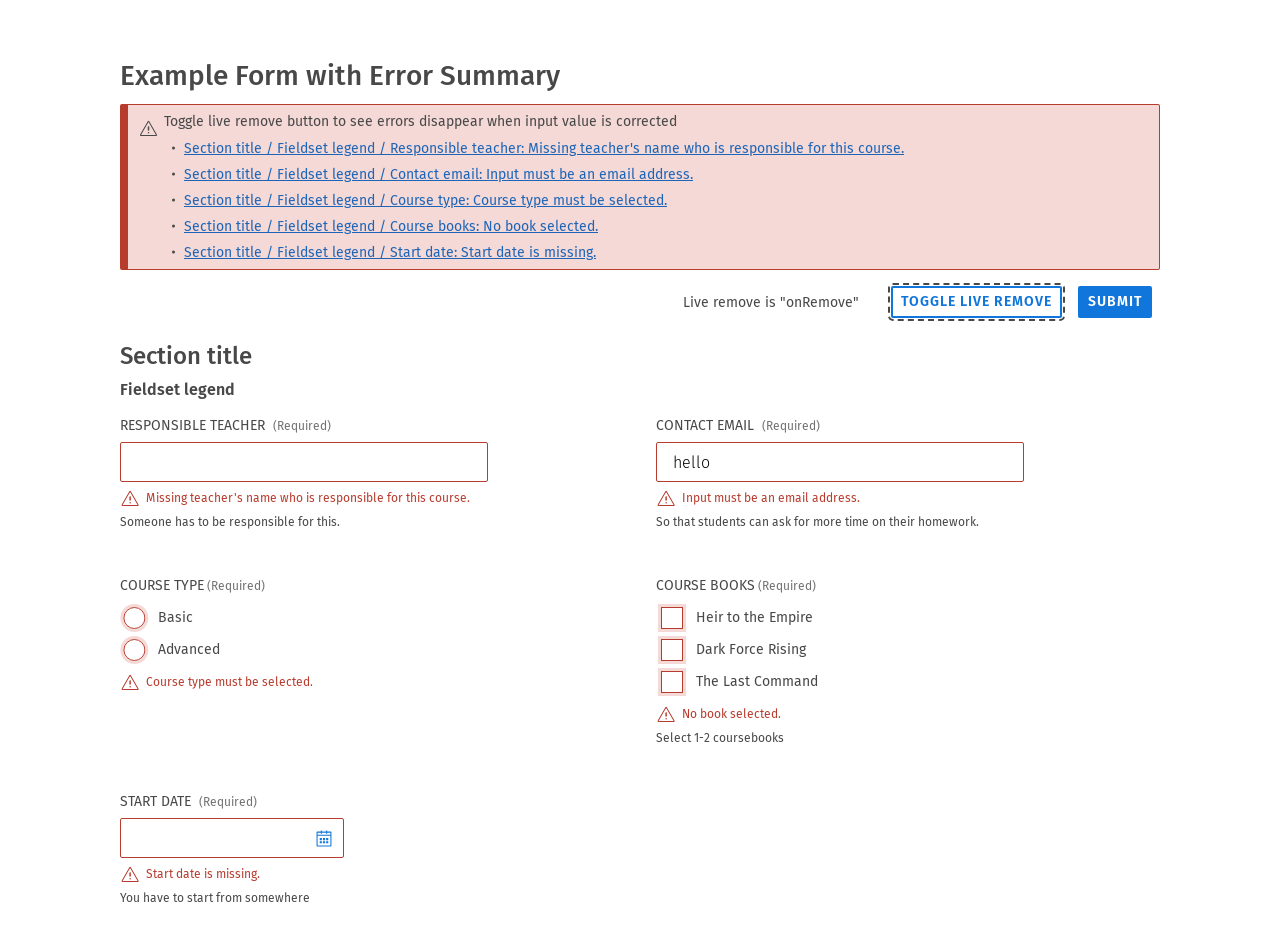 Example Form with Error Summary
Toggle live remove button to see errors disappear when input value is corrected
• Section title / Fieldset legend / Responsible teacher: Missing teacher's name who is responsible for this course.
• Section title / Fieldset legend / Contact email: Input must be an email address.
• Section title / Fieldset legend / Course type: Course type must be selected.
• Section title / Fieldset legend / Course books: No book selected.
• Section title / Fieldset legend / Start date: Start date is missing.
Live remove is "onRemove" TOGGLE LIVE REMOVE SUBMIT
Section title
Fieldset legend
RESPONSIBLE TEACHER (Required)
Missing teacher's name who is responsible for this course.
Someone has to be responsible for this.
CONTACT EMAIL (Required)
hello
Input must be an email address.
So that students can ask for more time on their homework.
COURSE TYPE (Required)
Basic
Advanced
Course type must be selected.
COURSE BOOKS (Required)
Heir to the Empire
Dark Force Rising
The Last Command
No book selected.
Select 1-2 coursebooks
START DATE (Required)
Start date is missing.
You have to start from somewhere